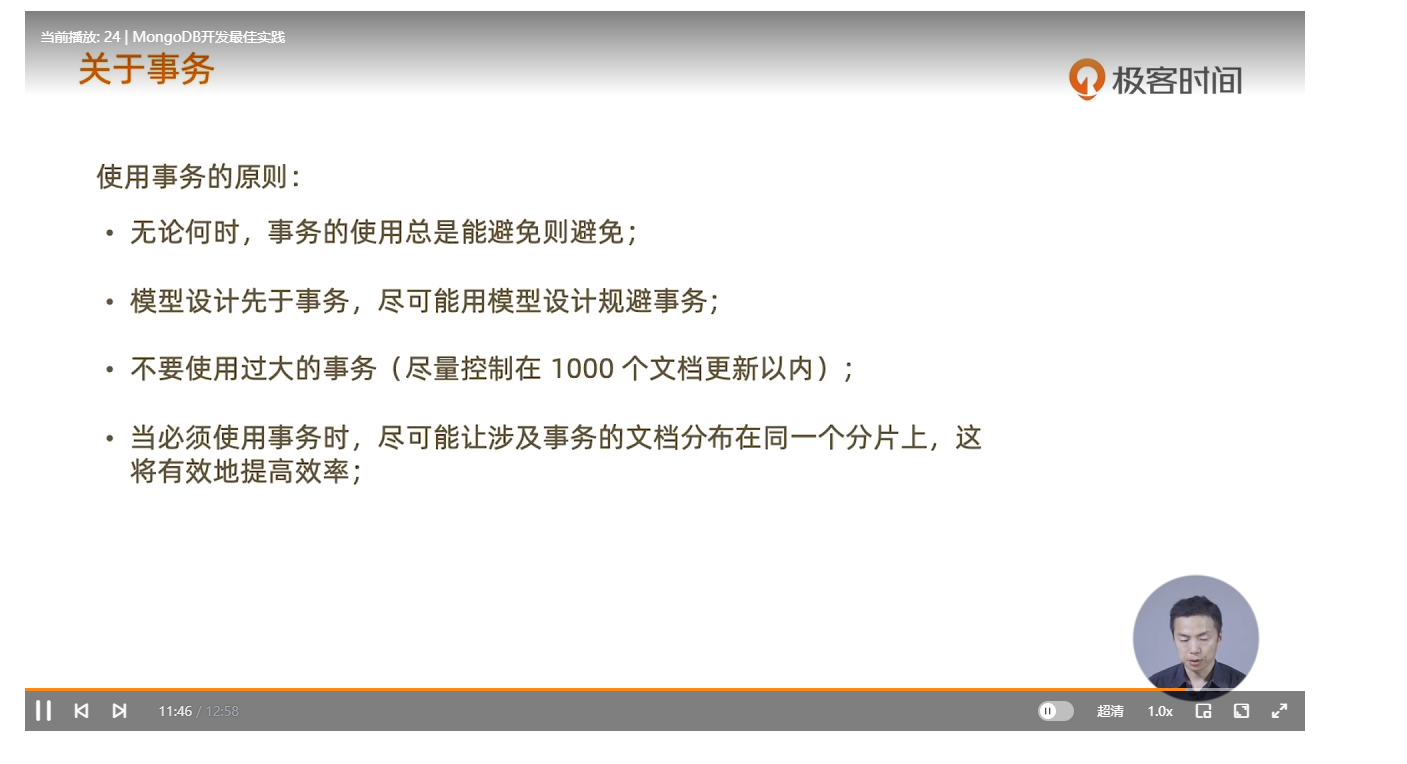 当前播放: 24 | MongoDB开发最佳实践
关于事务
极客时间
使用事务的原则：
• 无论何时，事务的使用总是能避免则避免；
• 模型设计先于事务，尽可能用模型设计规避事务；
• 不要使用过大的事务（尽量控制在 1000 个文档更新以内）；
• 当必须使用事务时，尽可能让涉及事务的文档分布在同一个分片上，这
将有效地提高效率；
11:46 / 12:58
超清
1.0x